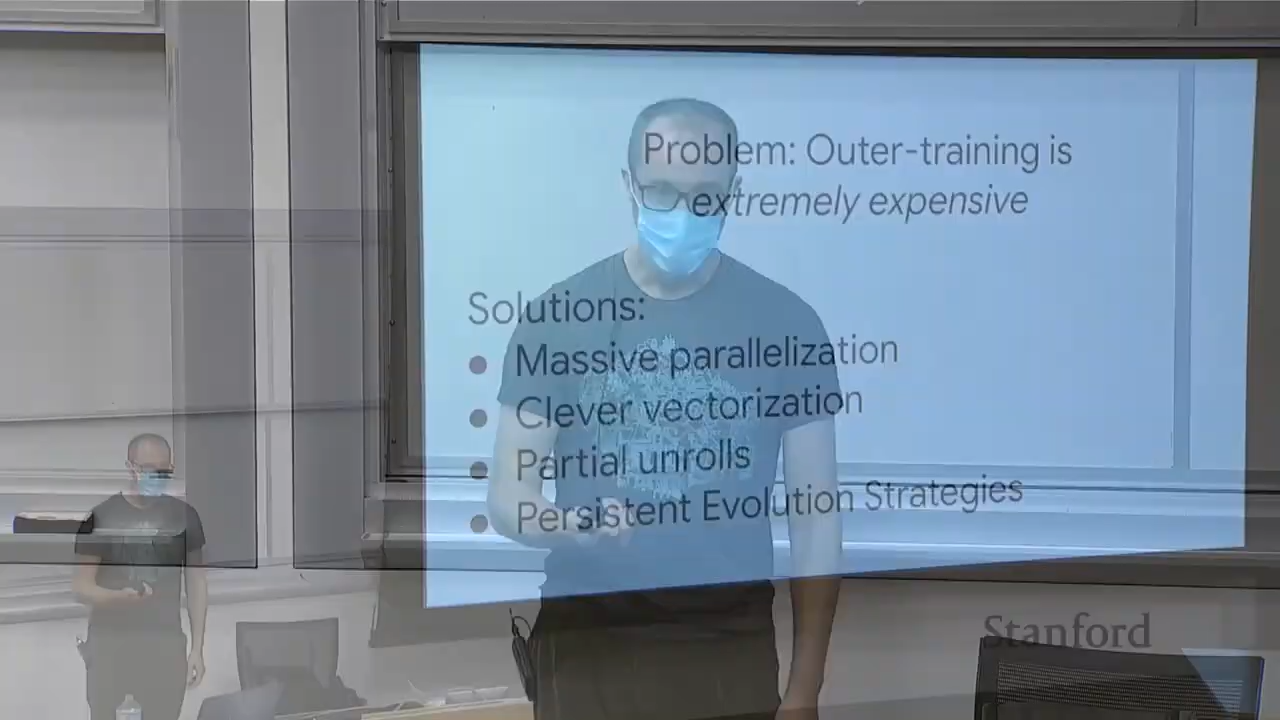 Problem: Outer-training is
extremely expensive
Solutions:
Massive parallelization
Clever vectorization
Partial unrolls
Persistent Evolution Strategies
Stanford